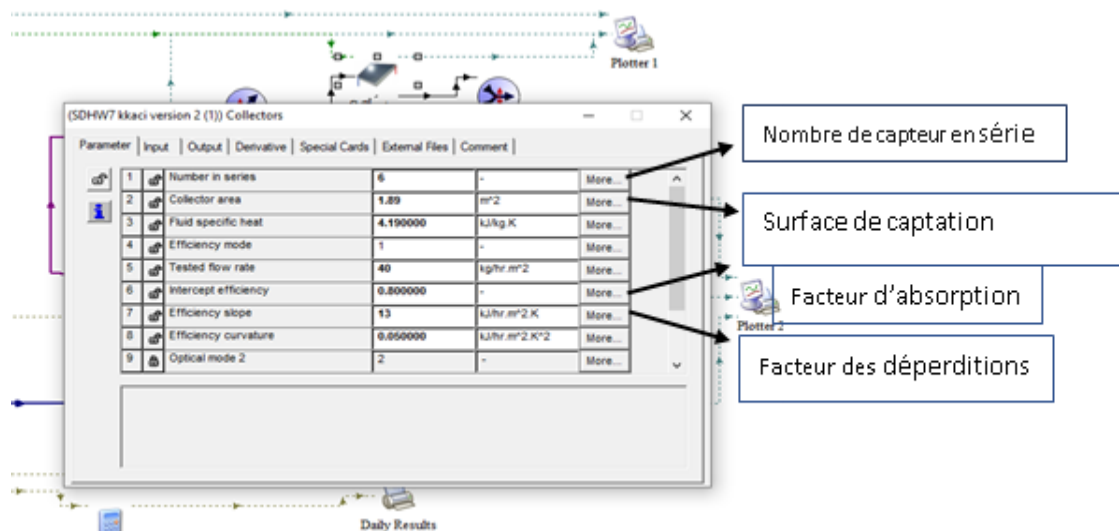 Plotter 1
(SDHW7 kkaci version 2 (1)) Collectors
Parameter Input Output Derivative Special Cards External Files Comment
1 Number in series 6 - More...
2 Collector area 1.89 m^2 More...
3 Fluid specific heat 4.190000 kJ/kg.K More...
4 Efficiency mode 1 - More...
5 Tested flow rate 40 kg/hr.m^2 More...
6 Intercept efficiency 0.800000 - More...
7 Efficiency slope 13 kJ/hr.m^2.K More...
8 Efficiency curvature 0.050000 kJ/hr.m^2.K^2 More...
9 Optical mode 2 2 - More...
Nombre de capteur en série
Surface de captation
Facteur d'absorption
Plotter 2
Facteur des déperditions
Daily Results